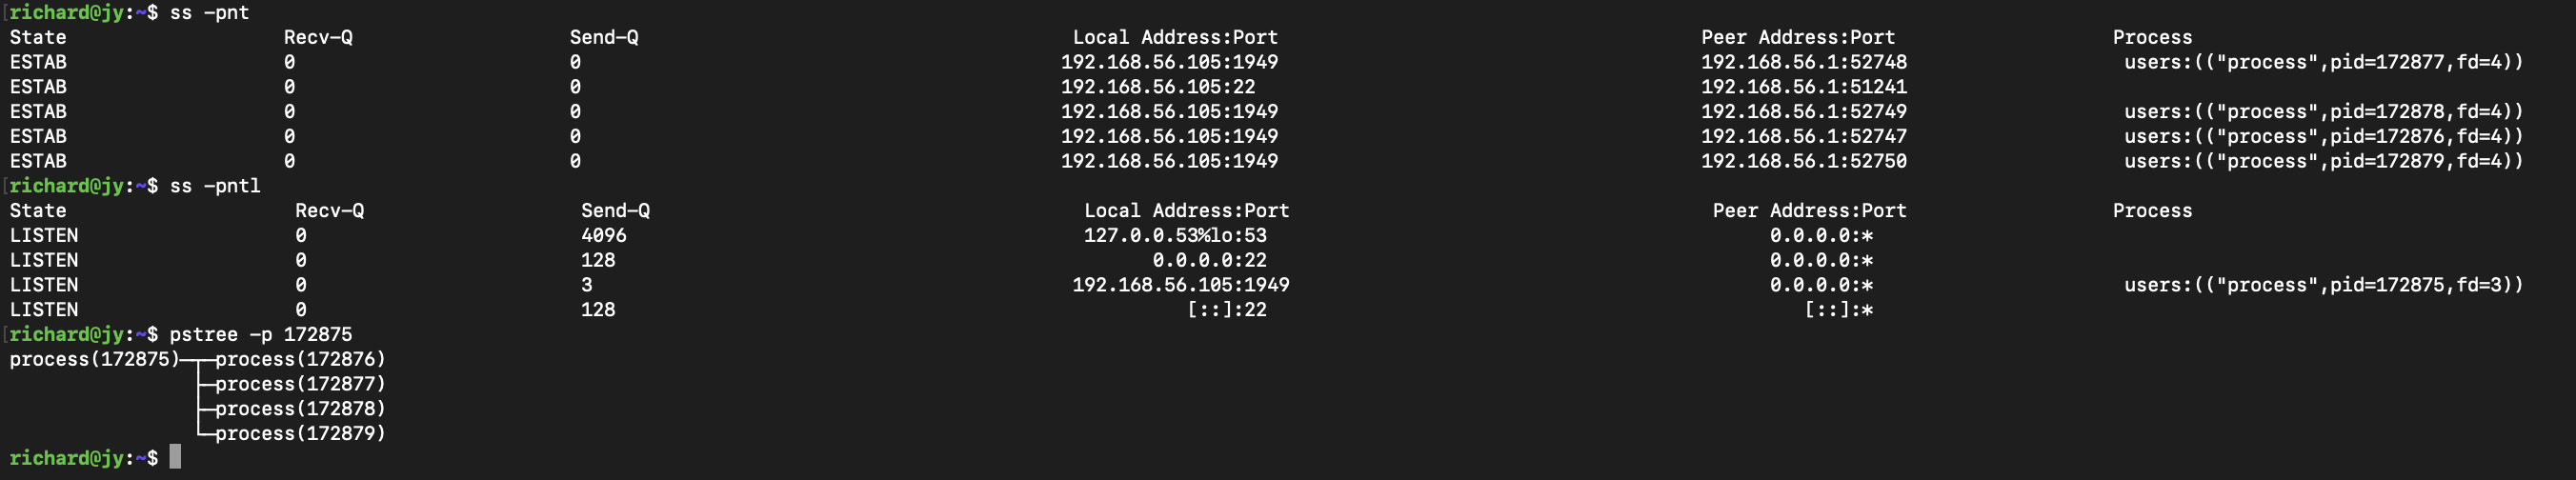 richard@jy:~$ ss -pnt
State Recv-Q Send-Q Local Address:Port Peer Address:Port Process
ESTAB 0 0 192.168.56.105:1949 192.168.56.1:52748 users:(("process",pid=172877,fd=4))
ESTAB 0 0 192.168.56.105:22 192.168.56.1:51241
ESTAB 0 0 192.168.56.105:1949 192.168.56.1:52749 users:(("process",pid=172878,fd=4))
ESTAB 0 0 192.168.56.105:1949 192.168.56.1:52747 users:(("process",pid=172876,fd=4))
ESTAB 0 0 192.168.56.105:1949 192.168.56.1:52750 users:(("process",pid=172879,fd=4))
richard@jy:~$ ss -pntl
State Recv-Q Send-Q Local Address:Port Peer Address:Port Process
LISTEN 0 4096 127.0.0.53%lo:53 0.0.0.0:*
LISTEN 0 128 0.0.0.0:22 0.0.0.0:*
LISTEN 0 3 192.168.56.105:1949 0.0.0.0:* users:(("process",pid=172875,fd=3))
LISTEN 0 128 [::]:22 [::]:*
richard@jy:~$ pstree -p 172875
process(172875)─┬─process(172876)
├─process(172877)
├─process(172878)
└─process(172879)
richard@jy:~$